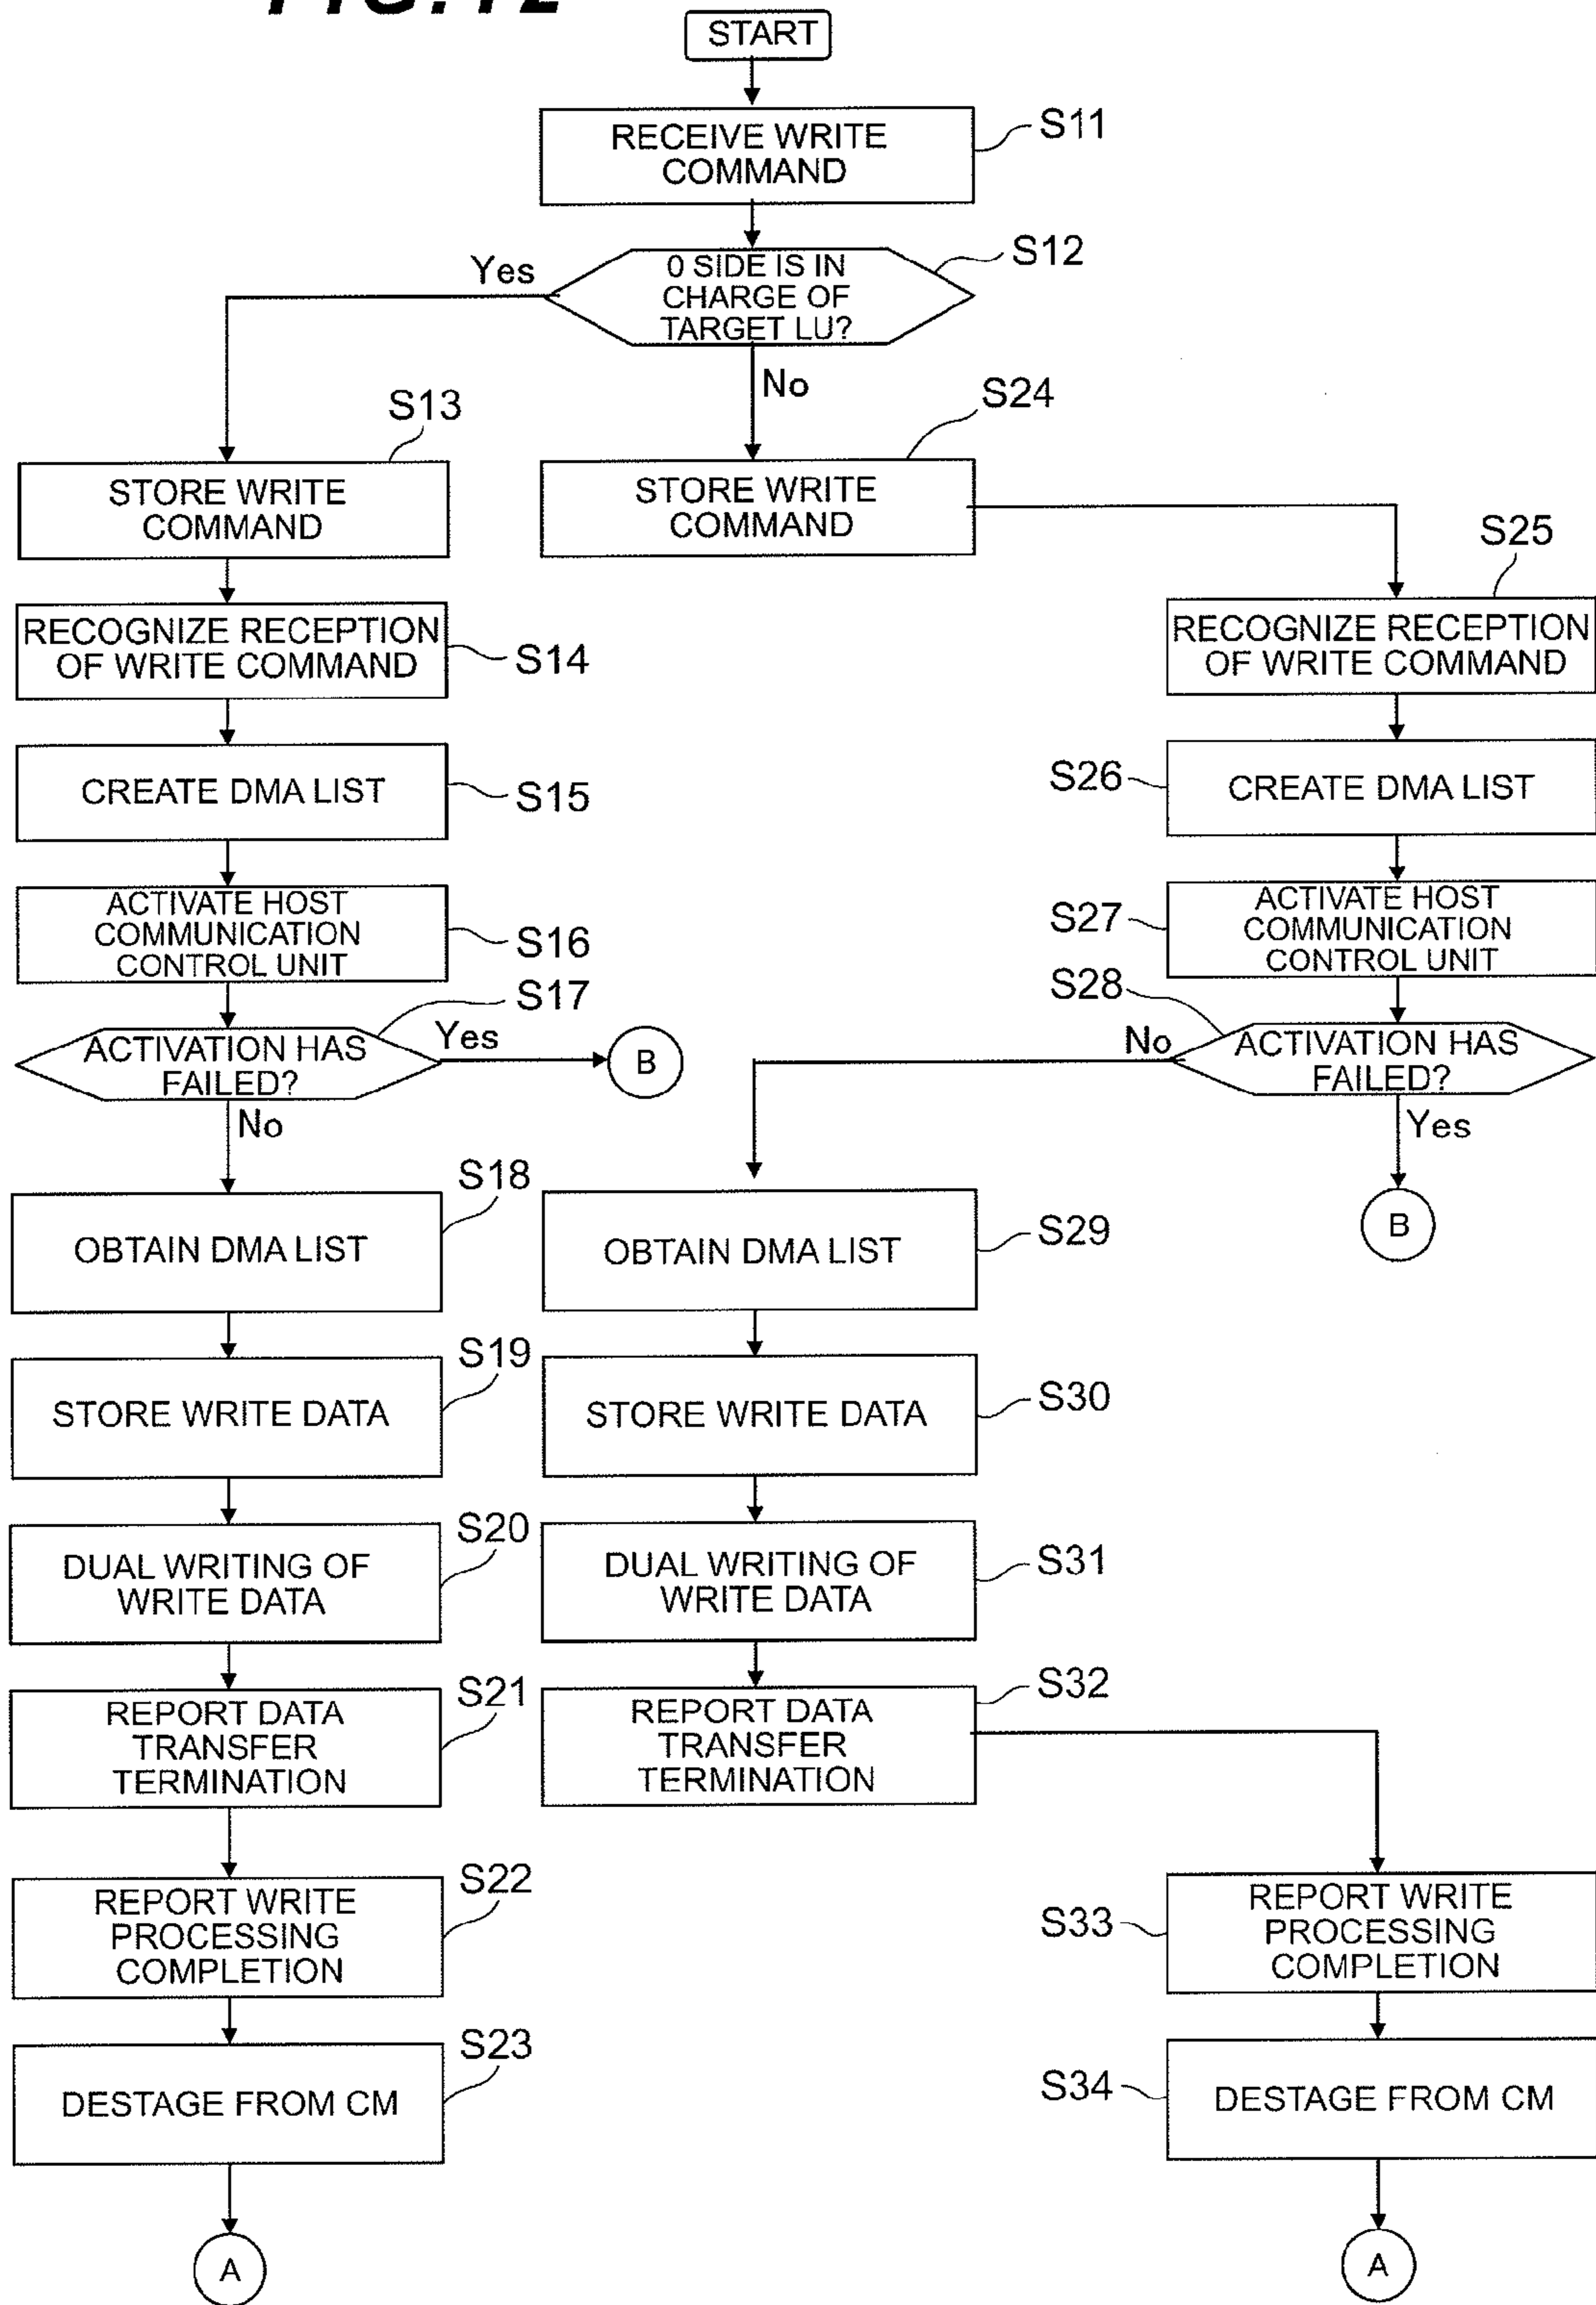 START
RECEIVE WRITE
COMMAND
S11
0 SIDE IS IN
CHARGE OF
TARGET LU?
S12
Yes
No
S13
STORE WRITE
COMMAND
S24
STORE WRITE
COMMAND
RECOGNIZE RECEPTION
OF WRITE COMMAND
S14
S25
RECOGNIZE RECEPTION
OF WRITE COMMAND
CREATE DMA LIST
S15
S26
CREATE DMA LIST
ACTIVATE HOST
COMMUNICATION
CONTROL UNIT
S16
S27
ACTIVATE HOST
COMMUNICATION
CONTROL UNIT
S17
ACTIVATION HAS
FAILED?
Yes
B
No
S28
ACTIVATION HAS
FAILED?
No
Yes
B
S18
OBTAIN DMA LIST
OBTAIN DMA LIST
S29
S19
STORE WRITE DATA
STORE WRITE DATA
S30
S20
DUAL WRITING OF
WRITE DATA
DUAL WRITING OF
WRITE DATA
S31
S21
REPORT DATA
TRANSFER
TERMINATION
REPORT DATA
TRANSFER
TERMINATION
S32
S22
REPORT WRITE
PROCESSING
COMPLETION
S33
REPORT WRITE
PROCESSING
COMPLETION
S23
DESTAGE FROM CM
S34
DESTAGE FROM CM
A
A